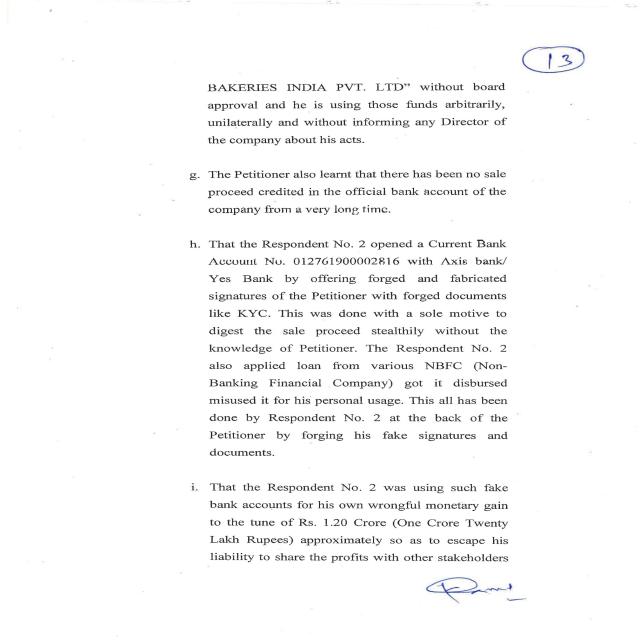 13
BAKERIES INDIA PVT. LTD” without board
approval and he is using those funds arbitrarily,
unilaterally and without informing any Director of
the company about his acts.
g. The Petitioner also learnt that there has been no sale
proceed credited in the official bank account of the
company from a very long time.
h. That the Respondent No. 2 opened a Current Bank
Account No. 012761900002816 with Axis bank/
Yes Bank by offering forged and fabricated
signatures of the Petitioner with forged documents
like KYC. This was done with a sole motive to
digest the sale proceed stealthily without the
knowledge of Petitioner. The Respondent No. 2
also applied loan from various NBFC (Non-
Banking Financial Company) got it disbursed
misused it for his personal usage. This all has been
done by Respondent No. 2 at the back of the
Petitioner by forging his fake signatures and
documents.
i. That the Respondent No. 2 was using such fake
bank accounts for his own wrongful monetary gain
to the tune of Rs. 1.20 Crore (One Crore Twenty
Lakh Rupees) approximately so as to escape his
liability to share the profits with other stakeholders